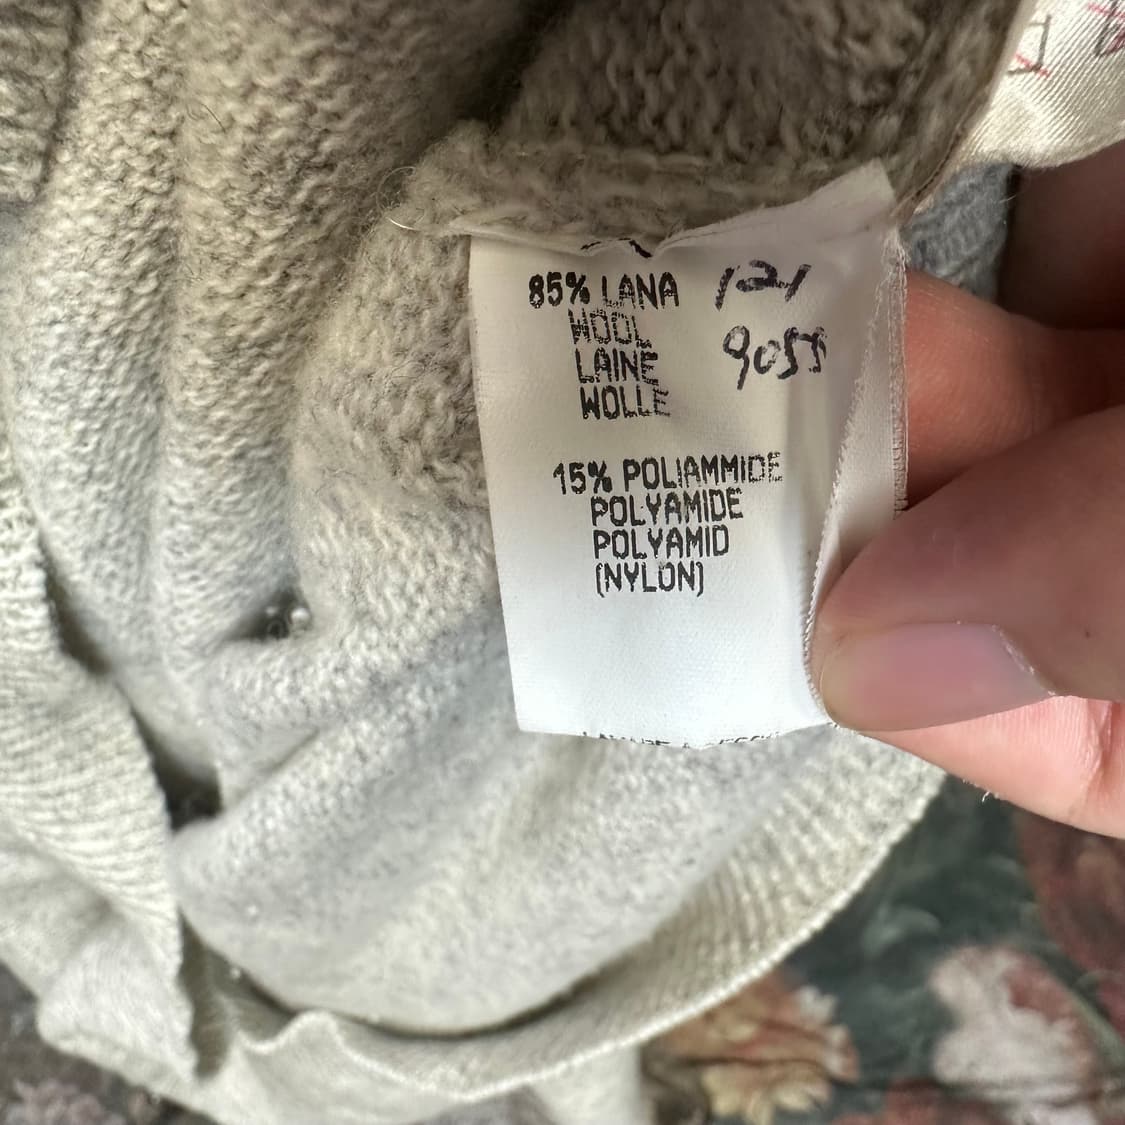 85% LANA 121
WOOL
LAINE 9055
WOLLE
15% POLIAMMIDE
POLYAMIDE
POLYAMID
(NYLON)